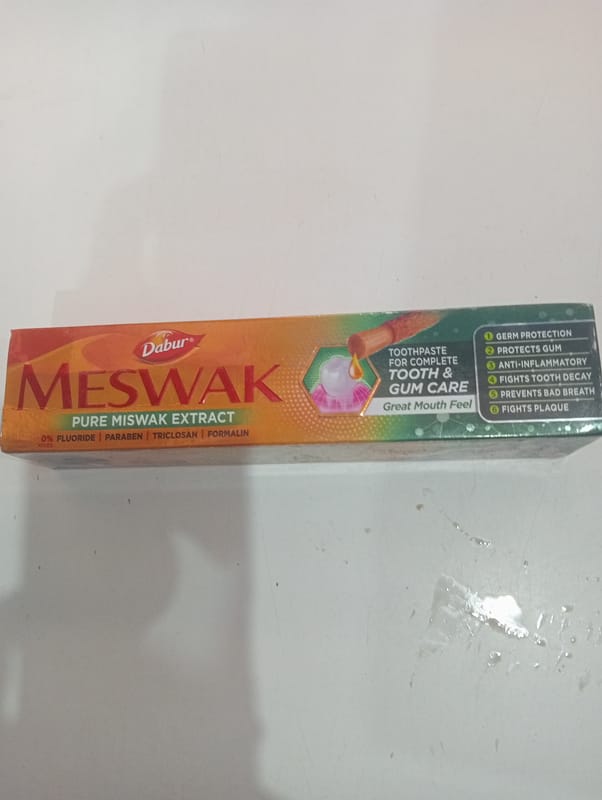 Dabur
MESWAK
PURE MISWAK EXTRACT
0% FLUORIDE | PARABEN | TRICLOSAN | FORMALIN
TOOTHPASTE
FOR COMPLETE
TOOTH &
GUM CARE
Great Mouth Feel
1 GERM PROTECTION
2 PROTECTS GUM
3 ANTI-INFLAMMATORY
4 FIGHTS TOOTH DECAY
5 PREVENTS BAD BREATH
6 FIGHTS PLAQUE